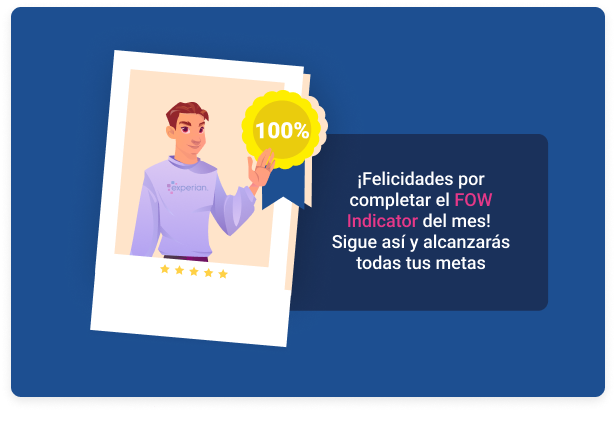 100%
experian.
¡Felicidades por
completar el FOW
Indicator del mes!
Sigue así y alcanzarás
todas tus metas